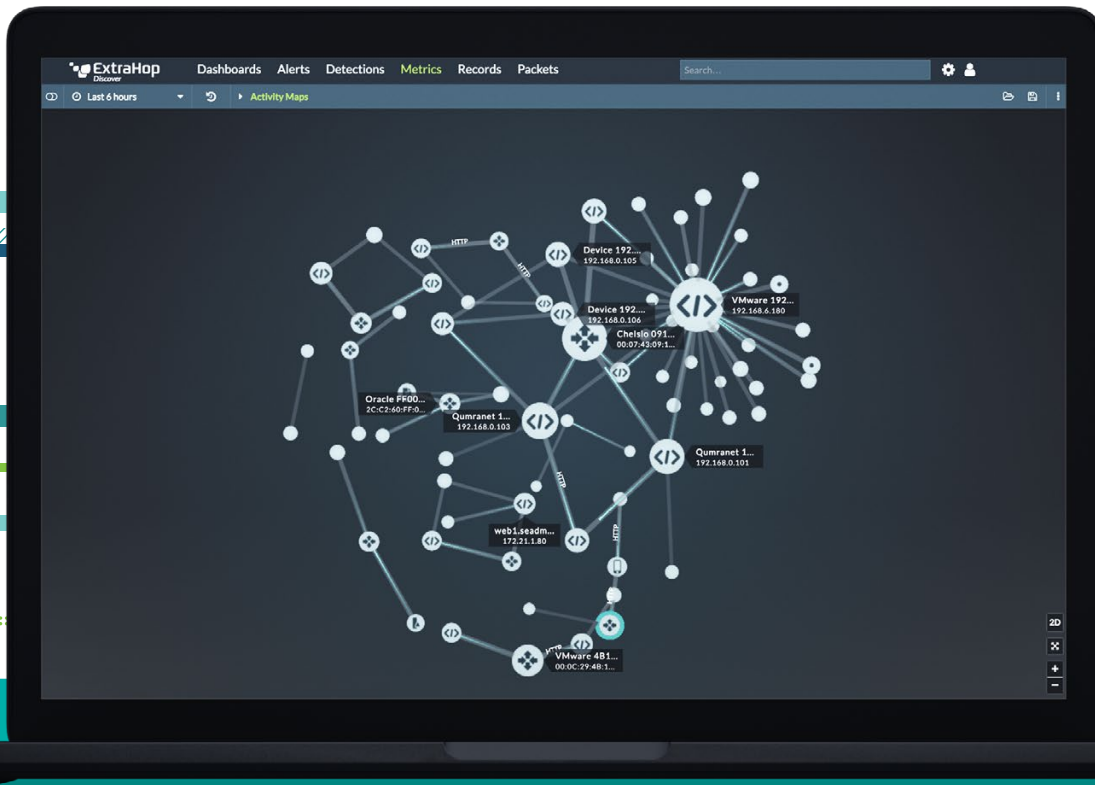 ExtraHop
Discover
Dashboards Alerts Detections Metrics Records Packets
Search...
Last 6 hours
Activity Maps
HTTP
HTTP
Device 192....
192.168.0.105
VMware 192...
192.168.6.180
Device 192....
192.168.0.106
Chelsio 091...
00:07:43:09:1...
Oracle FF00...
2C:C2:60:FF:0...
Qumranet 1...
192.168.0.103
Qumranet 1...
192.168.0.101
HTTP
web1.seadm...
172.21.1.80
HTTP
2D
HTTP
VMware 4B1...
00:0C:29:4B:1...